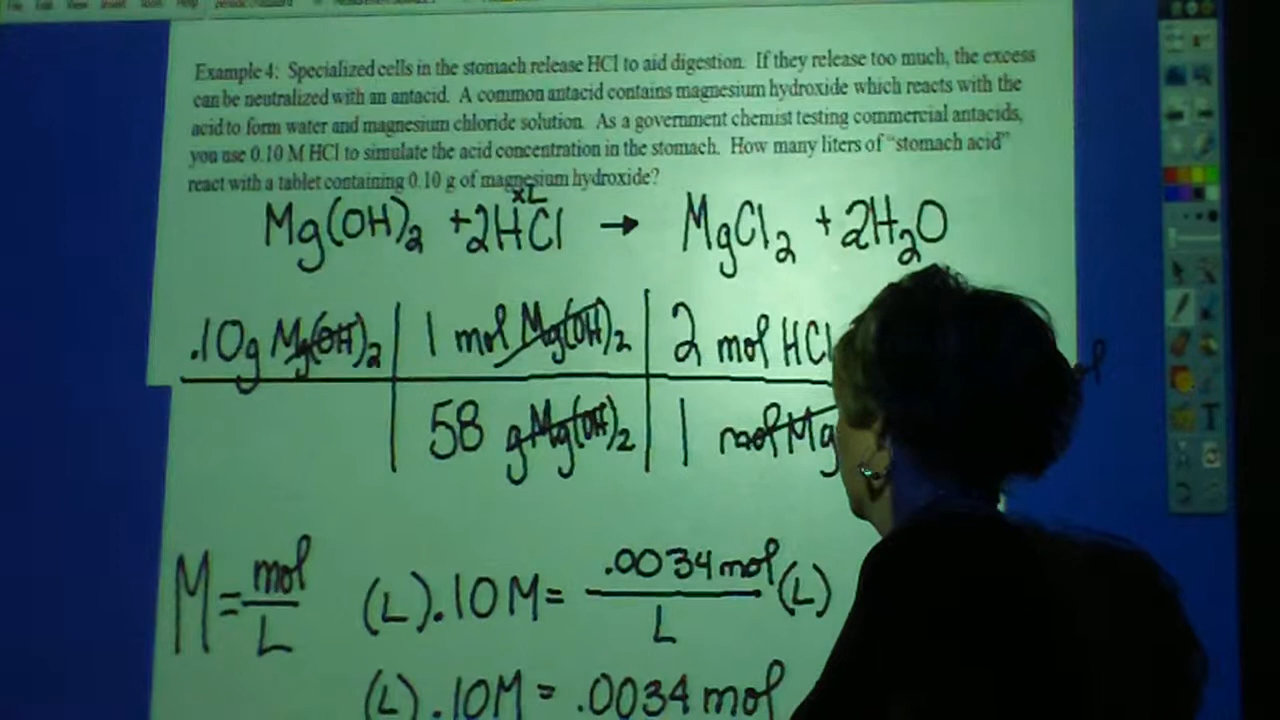 Example 4: Specialized cells in the stomach release HCl to aid digestion. If they release too much, the excess
can be neutralized with an antacid. A common antacid contains magnesium hydroxide which reacts with the
acid to form water and magnesium chloride solution. As a government chemist testing commercial antacids,
you use 0.10 M HCl to simulate the acid concentration in the stomach. How many liters of “stomach acid”
react with a tablet containing 0.10 g of magnesium hydroxide?
xL
Mg(OH)₂ +2HCl → MgCl₂ +2H₂O
.10g Mg(OH)₂ | 1 mol Mg(OH)₂ | 2 mol HCl
58 g Mg(OH)₂ | 1 mol Mg
M = mol/L (L) .10M = .0034 mol/L (L)
(L) .10M = .0034 mol